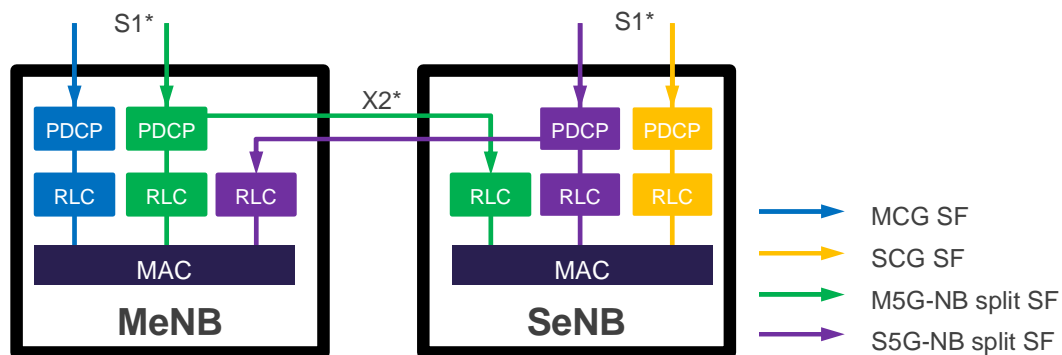 S1*
S1*
X2*
PDCP
PDCP
PDCP
PDCP
RLC
RLC
RLC
RLC
RLC
RLC
MAC
MAC
MeNB
SeNB
MCG SF
SCG SF
M5G-NB split SF
S5G-NB split SF